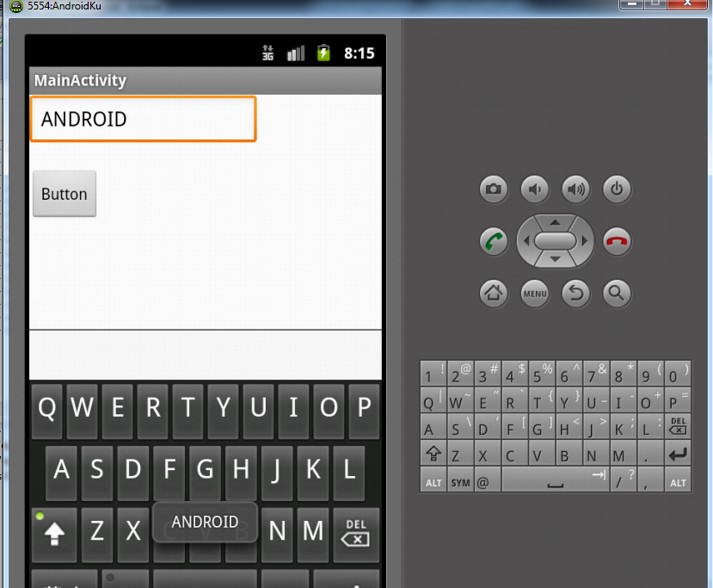 5554:AndroidKu
3G 8:15
MainActivity
ANDROID
Button
Q W E R T Y U I O P
A S D F G H J K L
Z X N M DEL
ANDROID
MENU
1 ! 2 @ 3 # 4 $ 5 % 6 ^ 7 & 8 * 9 ( 0 )
Q | W ~ E " R ` T { Y } U _ I - O + P =
A S \ D ' F [ G ] H < J > K ; L : DEL
Z X C V B N M .
ALT SYM @ / ? , ALT